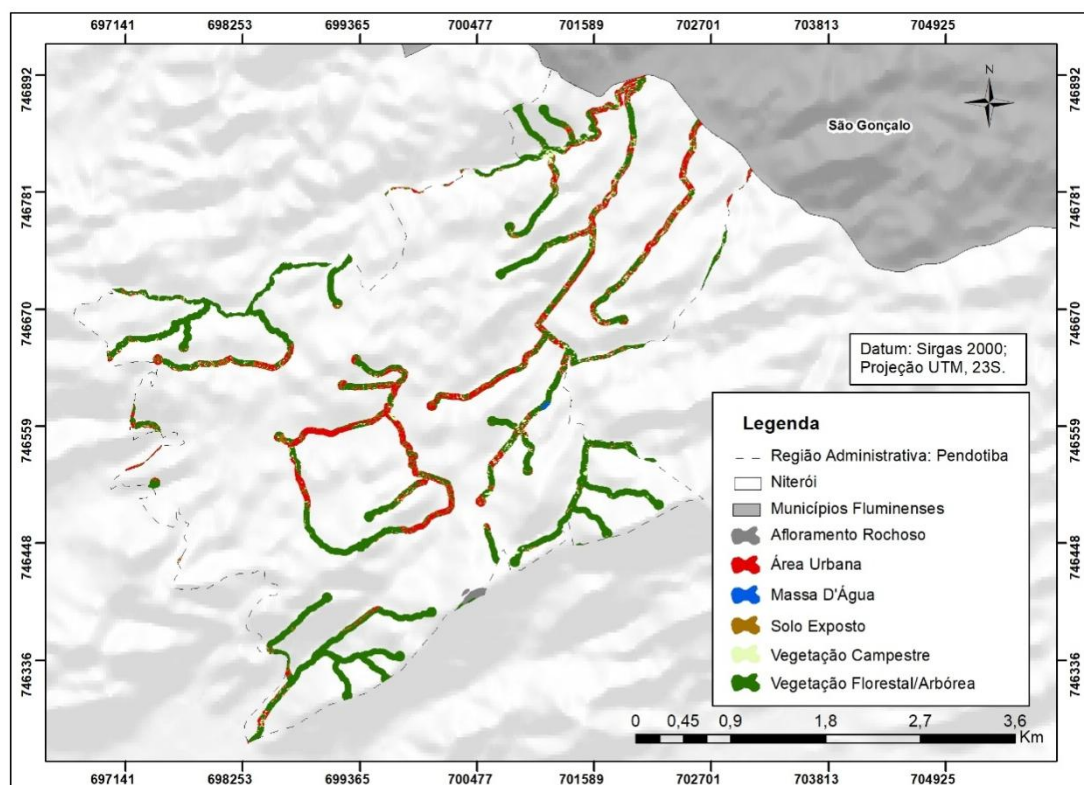 697141 698253 699365 700477 701589 702701 703813 704925
746892 746892
N
São Gonçalo
746781 746781
746670 746670
Datum: Sirgas 2000;
Projeção UTM, 23S.
746559 746559
Legenda
Região Administrativa: Pendotiba
Niterói
Municípios Fluminenses
Afloramento Rochoso
Área Urbana
Massa D'Água
Solo Exposto
Vegetação Campestre
Vegetação Florestal/Arbórea
746448 746448
746336 746336
0 0,45 0,9 1,8 2,7 3,6
Km
697141 698253 699365 700477 701589 702701 703813 704925